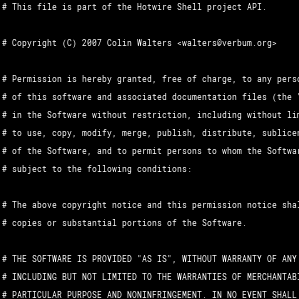 # This file is part of the Hotwire Shell project API.
# Copyright (C) 2007 Colin Walters <walters@verbum.org>
# Permission is hereby granted, free of charge, to any perso
# of this software and associated documentation files (the "
# in the Software without restriction, including without lim
# to use, copy, modify, merge, publish, distribute, sublicen
# of the Software, and to permit persons to whom the Softwar
# subject to the following conditions:
# The above copyright notice and this permission notice shal
# copies or substantial portions of the Software.
# THE SOFTWARE IS PROVIDED "AS IS", WITHOUT WARRANTY OF ANY
# INCLUDING BUT NOT LIMITED TO THE WARRANTIES OF MERCHANTAB
# PARTICULAR PURPOSE AND NONINFRINGEMENT. IN NO EVENT SHALL